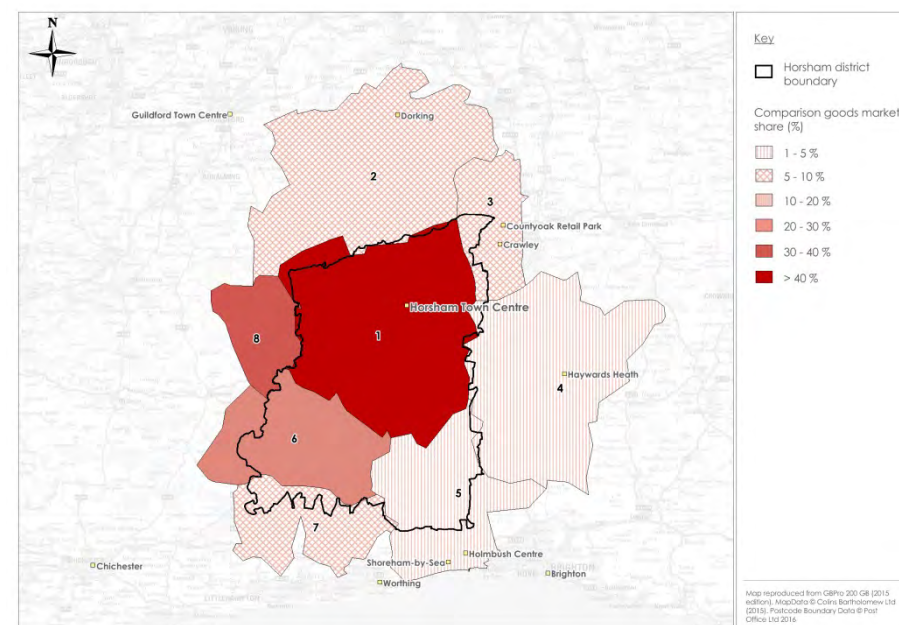 N
Guildford Town Centre
Dorking
2
3
Countyoak Retail Park
Crawley
Horsham Town Centre
1
8
Haywards Heath
4
6
5
7
Holmbush Centre
Shoreham-by-Sea
Chichester
Brighton
Worthing
Key
Horsham district
boundary
Comparison goods market
share (%)
1 - 5 %
5 - 10 %
10 - 20 %
20 - 30 %
30 - 40 %
> 40 %
Map reproduced from GBPro 200 GB (2015
edition), MapData © Collins Bartholomew Ltd
(2015). Postcode Boundary Data © Post
Office Ltd 2016